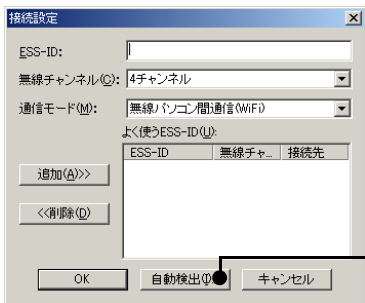 接続設定
ESS-ID:
無線チャンネル(C): 4チャンネル
通信モード(M): 無線パソコン間通信(WiFi)
よく使うESS-ID(U):
ESS-ID 無線チャ... 接続先
追加(A)>>
<<削除(D)
OK 自動検出 キャンセル